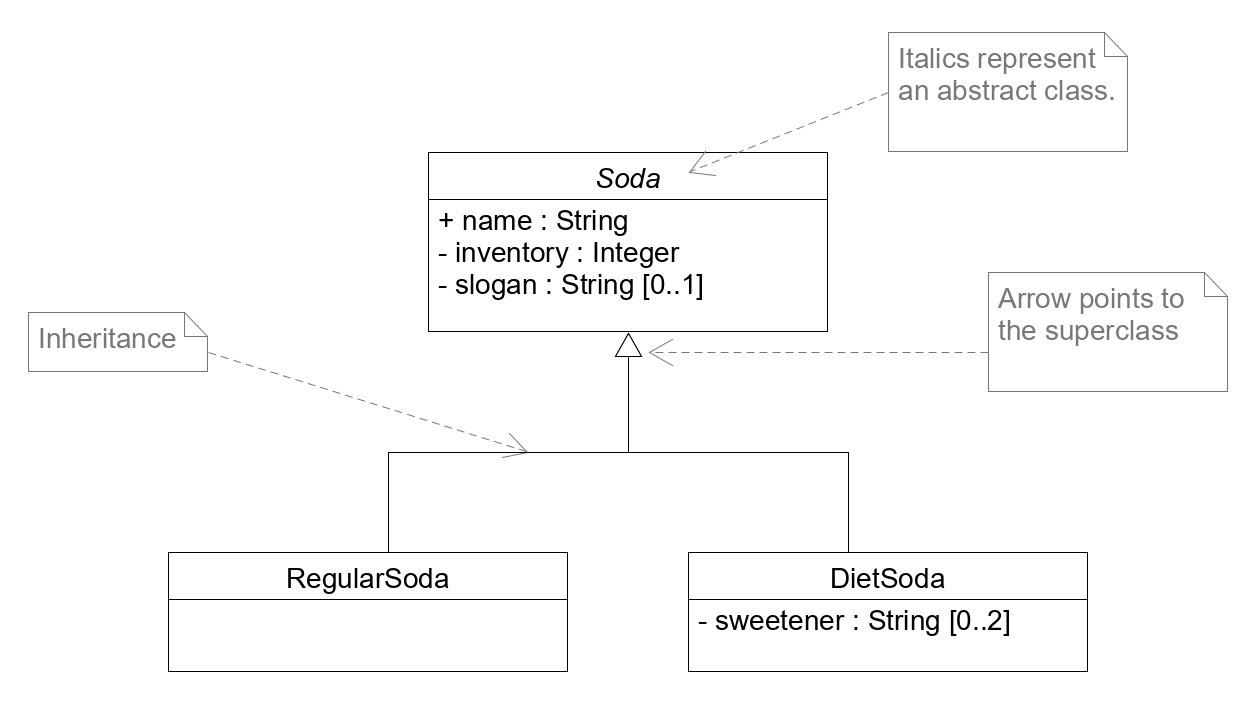 Italics represent
an abstract class.
Soda
+ name : String
- inventory : Integer
- slogan : String [0..1]
Arrow points to
the superclass
Inheritance
RegularSoda
DietSoda
- sweetener : String [0..2]